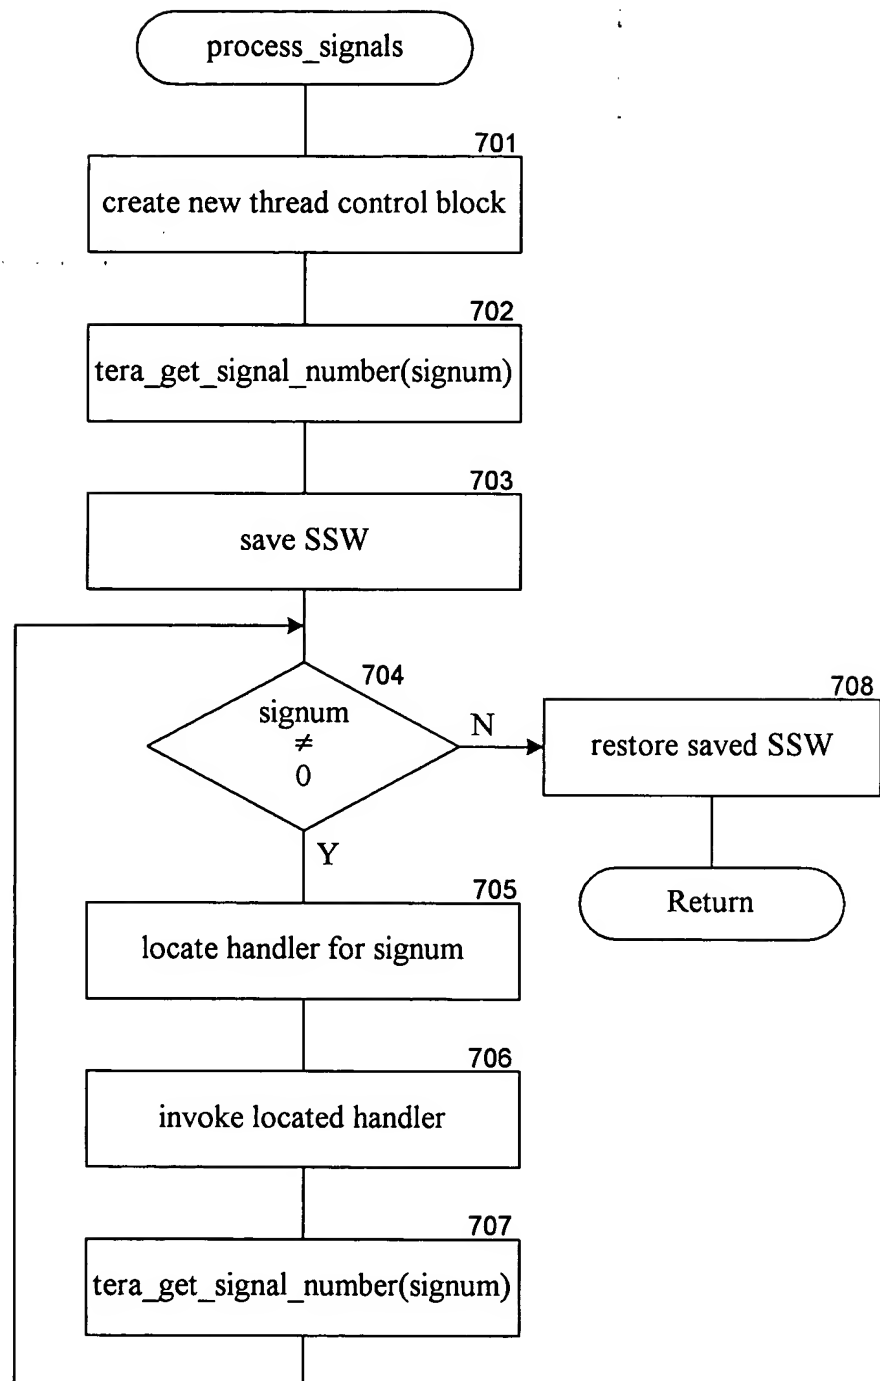 process_signals
701
create new thread control block
702
tera_get_signal_number(signum)
703
save SSW
704
signum
≠
0
N
708
restore saved SSW
Y
Return
705
locate handler for signum
706
invoke located handler
707
tera_get_signal_number(signum)